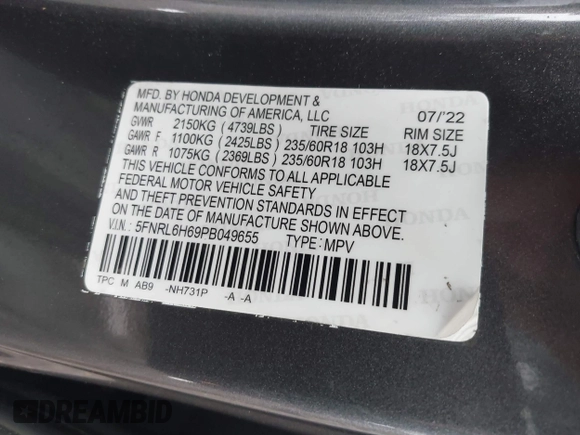 MFD. BY HONDA DEVELOPMENT &
MANUFACTURING OF AMERICA, LLC 07/'22
GVWR 2150KG (4739LBS) TIRE SIZE RIM SIZE
GAWR F 1100KG (2425LBS) 235/60R18 103H 18X7.5J
GAWR R 1075KG (2369LBS) 235/60R18 103H 18X7.5J
THIS VEHICLE CONFORMS TO ALL APPLICABLE
FEDERAL MOTOR VEHICLE SAFETY
AND THEFT PREVENTION STANDARDS IN EFFECT
ON THE DATE OF MANUFACTURE SHOWN ABOVE.
V.I.N.: 5FNRL6H69PB049655 TYPE: MPV
TPC M AB9 -NH731P -A -A
DREAMBID